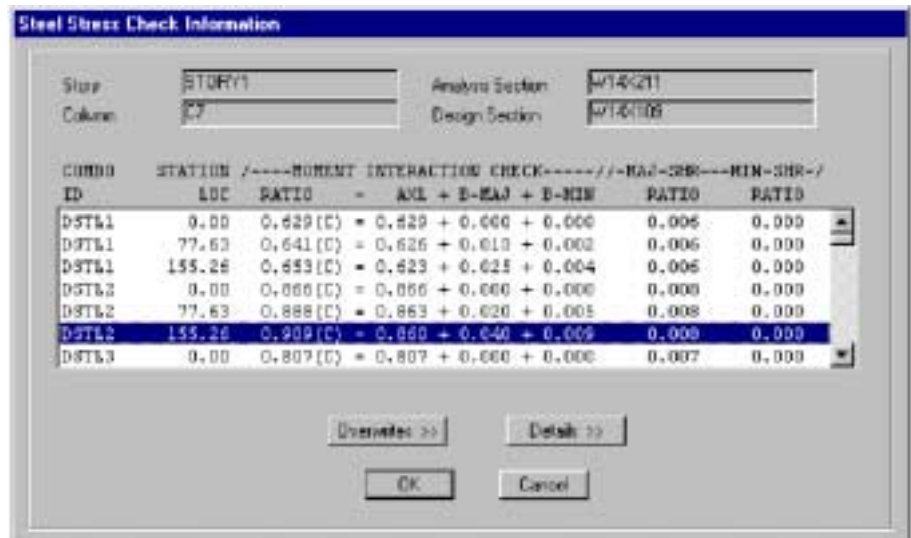 Steel Stress Check Information
Story STORY1 Analysis Section W14X211
Column C7 Design Section W14X109
COMBO STATION /----MOMENT INTERACTION CHECK-----//-MAJ-SHR---MIN-SHR-/
ID LOC RATIO = AXL + B-MAJ + B-MIN RATIO RATIO
DSTL1 0.00 0.629(C) = 0.629 + 0.000 + 0.000 0.006 0.000
DSTL1 77.63 0.641(C) = 0.626 + 0.013 + 0.002 0.006 0.000
DSTL1 155.26 0.653(C) = 0.623 + 0.025 + 0.004 0.006 0.000
DSTL2 0.00 0.866(C) = 0.866 + 0.000 + 0.000 0.008 0.000
DSTL2 77.63 0.888(C) = 0.863 + 0.020 + 0.005 0.008 0.000
DSTL2 155.26 0.909(C) = 0.860 + 0.040 + 0.009 0.008 0.000
DSTL3 0.00 0.807(C) = 0.807 + 0.000 + 0.000 0.007 0.000
Overwrites >> Details >>
OK Cancel